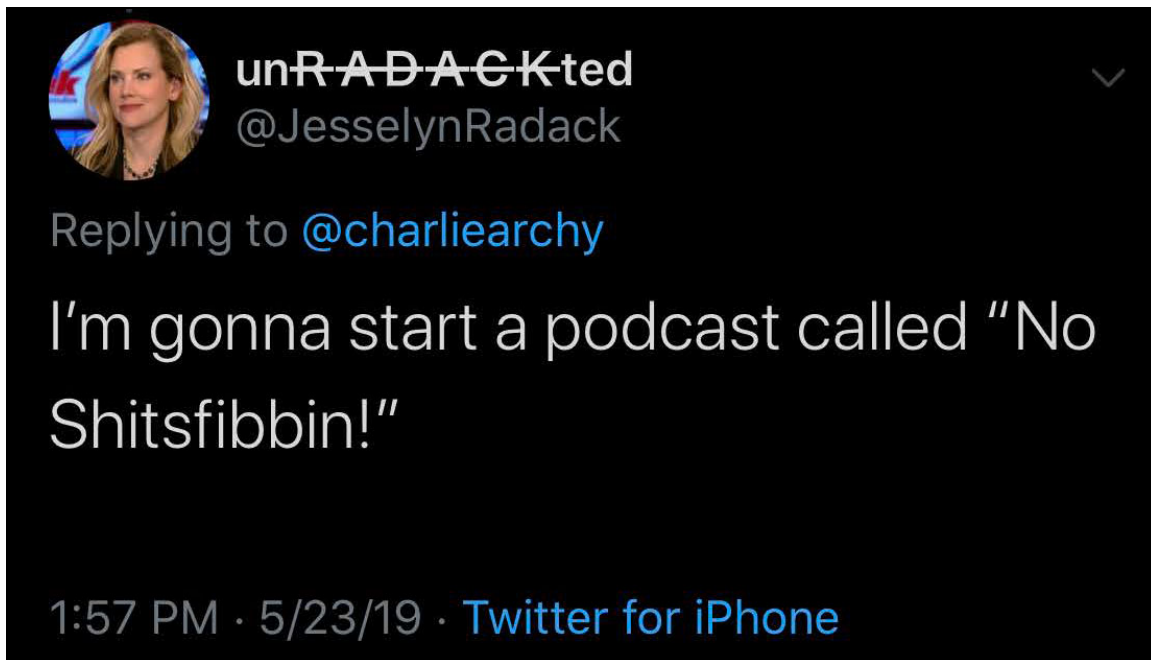 unRADACKted
@JesselynRadack
Replying to @charliearchy
I’m gonna start a podcast called “No
Shitsfibbin!”
1:57 PM · 5/23/19 · Twitter for iPhone